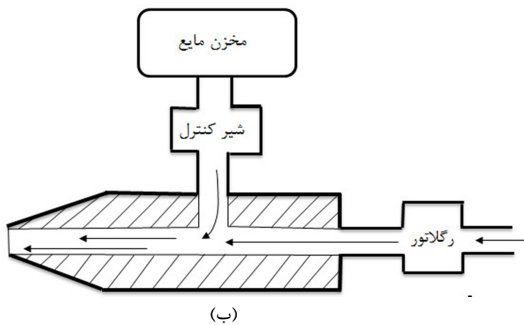 مخزن مایع
شیر کنترل
رگلاتور
(ب)